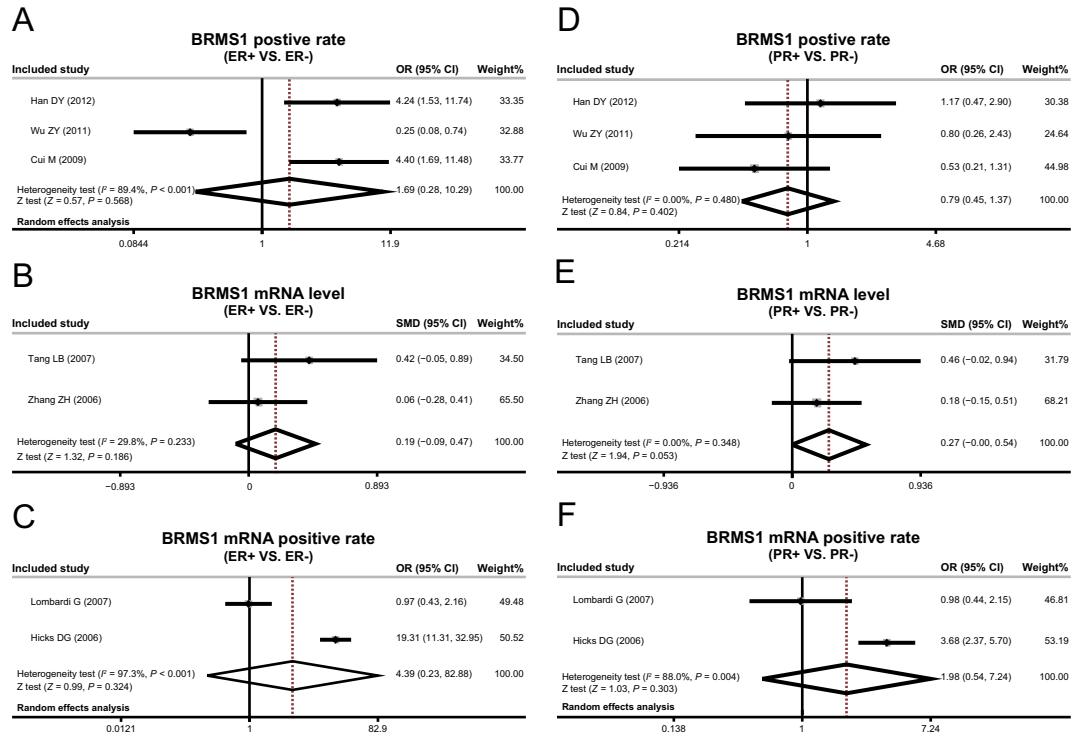 A
BRMS1 postive rate
(ER+ VS. ER-)
Included study OR (95% CI) Weight%
Han DY (2012) 4.24 (1.53, 11.74) 33.35
Wu ZY (2011) 0.25 (0.08, 0.74) 32.88
Cui M (2009) 4.40 (1.69, 11.48) 33.77
Heterogeneity test (I² = 89.4%, P < 0.001) 1.69 (0.28, 10.29) 100.00
Z test (Z = 0.57, P = 0.568)
Random effects analysis
0.0844 1 11.9
B
BRMS1 mRNA level
(ER+ VS. ER-)
Included study SMD (95% CI) Weight%
Tang LB (2007) 0.42 (−0.05, 0.89) 34.50
Zhang ZH (2006) 0.06 (−0.28, 0.41) 65.50
Heterogeneity test (I² = 29.8%, P = 0.233) 0.19 (−0.09, 0.47) 100.00
Z test (Z = 1.32, P = 0.186)
−0.893 0 0.893
C
BRMS1 mRNA positive rate
(ER+ VS. ER-)
Included study OR (95% CI) Weight%
Lombardi G (2007) 0.97 (0.43, 2.16) 49.48
Hicks DG (2006) 19.31 (11.31, 32.95) 50.52
Heterogeneity test (I² = 97.3%, P < 0.001) 4.39 (0.23, 82.88) 100.00
Z test (Z = 0.99, P = 0.324)
Random effects analysis
0.0121 1 82.9
D
BRMS1 postive rate
(PR+ VS. PR-)
Included study OR (95% CI) Weight%
Han DY (2012) 1.17 (0.47, 2.90) 30.38
Wu ZY (2011) 0.80 (0.26, 2.43) 24.64
Cui M (2009) 0.53 (0.21, 1.31) 44.98
Heterogeneity test (I² = 0.00%, P = 0.480) 0.79 (0.45, 1.37) 100.00
Z test (Z = 0.84, P = 0.402)
0.214 1 4.68
E
BRMS1 mRNA level
(PR+ VS. PR-)
Included study SMD (95% CI) Weight%
Tang LB (2007) 0.46 (−0.02, 0.94) 31.79
Zhang ZH (2006) 0.18 (−0.15, 0.51) 68.21
Heterogeneity test (I² = 0.00%, P = 0.348) 0.27 (−0.00, 0.54) 100.00
Z test (Z = 1.94, P = 0.053)
−0.936 0 0.936
F
BRMS1 mRNA positive rate
(PR+ VS. PR-)
Included study OR (95% CI) Weight%
Lombardi G (2007) 0.98 (0.44, 2.15) 46.81
Hicks DG (2006) 3.68 (2.37, 5.70) 53.19
Heterogeneity test (I² = 88.0%, P = 0.004) 1.98 (0.54, 7.24) 100.00
Z test (Z = 1.03, P = 0.303)
Random effects analysis
0.138 1 7.24